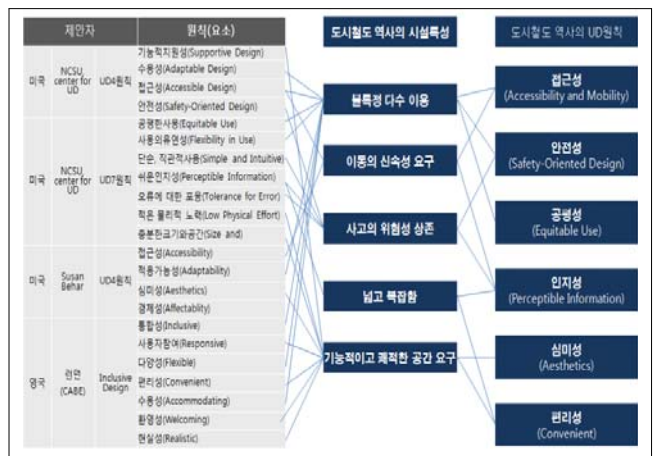 제안자 원칙(요소) 도시철도 역사의 시설특성 도시철도 역사의 UD원칙
미국 NCSU, center for UD UD4원칙
기능적지원성(Supportive Design)
수용성(Adaptable Design)
접근성(Accessible Design)
안전성(Safety-Oriented Design)
미국 NCSU, center for UD UD7원칙
공평한사용(Equitable Use)
사용의유연성(Flexibility in Use)
단순, 직관적사용(Simple and Intuitive)
쉬운인지성(Perceptible Information)
오류에 대한 포용(Tolerance for Error)
적은 물리적 노력(Low Physical Effort)
충분한크기와공간(Size and)
미국 Susan Behar UD4원칙
접근성(Accessibility)
적용가능성(Adaptability)
심미성(Aesthetics)
경제성(Affectablity)
영국 런던 (CABE) Inclusive Design
통합성(Inclusive)
사용자참여(Responsive)
다양성(Flexible)
편리성(Convenient)
수용성(Accommodating)
환영성(Welcoming)
현실성(Realistic)
불특정 다수 이용
이동의 신속성 요구
사고의 위험성 상존
넓고 복잡함
기능적이고 쾌적한 공간 요구
접근성
(Accessibility and Mobility)
안전성
(Safety-Oriented Design)
공평성
(Equitable Use)
인지성
(Perceptible Information)
심미성
(Aesthetics)
편리성
(Convenient)